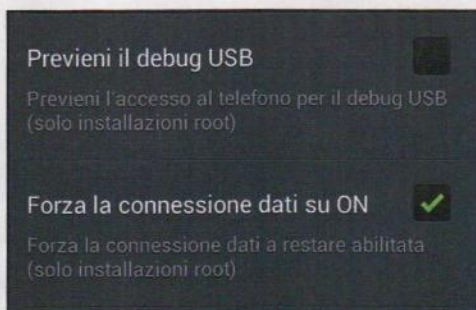 Previeni il debug USB
Previeni l'accesso al telefono per il debug USB
(solo installazioni root)
Forza la connessione dati su ON
Forza la connessione dati a restare abilitata
(solo installazioni root)